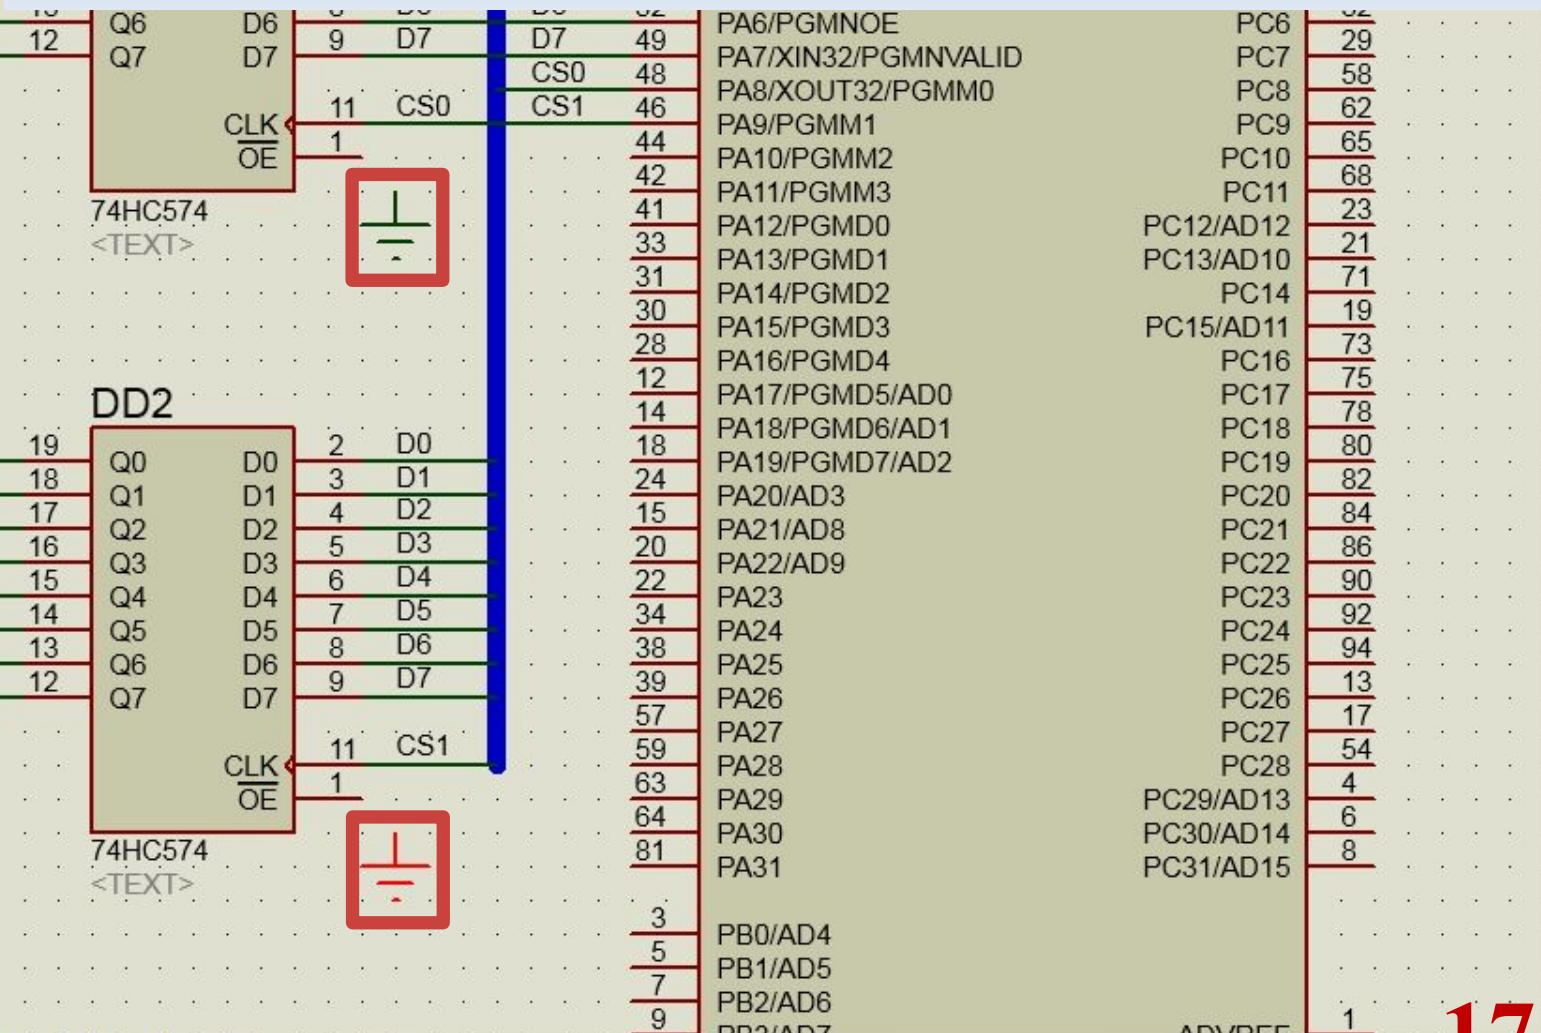 Q6 D6 8 D6 D6 52 PA6/PGMNOE PC6 32
12 Q7 D7 9 D7 D7 49 PA7/XIN32/PGMNVALID PC7 29
CS0 48 PA8/XOUT32/PGMM0 PC8 58
CLK 11 CS0 CS1 46 PA9/PGMM1 PC9 62
OE 1 44 PA10/PGMM2 PC10 65
42 PA11/PGMM3 PC11 68
74HC574 41 PA12/PGMD0 PC12/AD12 23
<TEXT> 33 PA13/PGMD1 PC13/AD10 21
31 PA14/PGMD2 PC14 71
30 PA15/PGMD3 PC15/AD11 19
28 PA16/PGMD4 PC16 73
DD2 12 PA17/PGMD5/AD0 PC17 75
14 PA18/PGMD6/AD1 PC18 78
19 Q0 D0 2 D0 18 PA19/PGMD7/AD2 PC19 80
18 Q1 D1 3 D1 24 PA20/AD3 PC20 82
17 Q2 D2 4 D2 15 PA21/AD8 PC21 84
16 Q3 D3 5 D3 20 PA22/AD9 PC22 86
15 Q4 D4 6 D4 22 PA23 PC23 90
14 Q5 D5 7 D5 34 PA24 PC24 92
13 Q6 D6 8 D6 38 PA25 PC25 94
12 Q7 D7 9 D7 39 PA26 PC26 13
57 PA27 PC27 17
CLK 11 CS1 59 PA28 PC28 54
OE 1 63 PA29 PC29/AD13 4
64 PA30 PC30/AD14 6
74HC574 81 PA31 PC31/AD15 8
<TEXT>
3 PB0/AD4
5 PB1/AD5
7 PB2/AD6
9 PB3/AD7 ADVREF 1
17